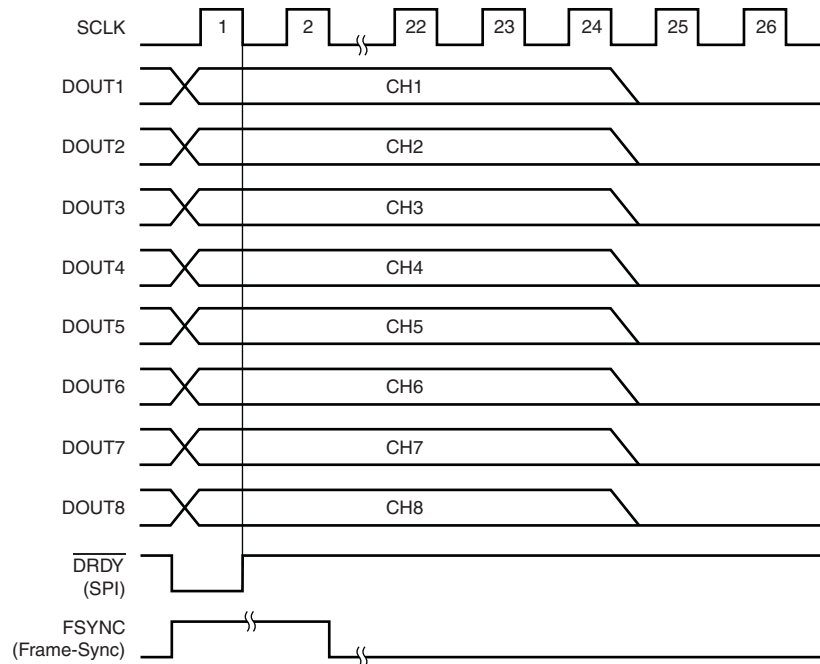 SCLK 1 2 22 23 24 25 26
DOUT1 CH1
DOUT2 CH2
DOUT3 CH3
DOUT4 CH4
DOUT5 CH5
DOUT6 CH6
DOUT7 CH7
DOUT8 CH8
DRDY
(SPI)
FSYNC
(Frame-Sync)